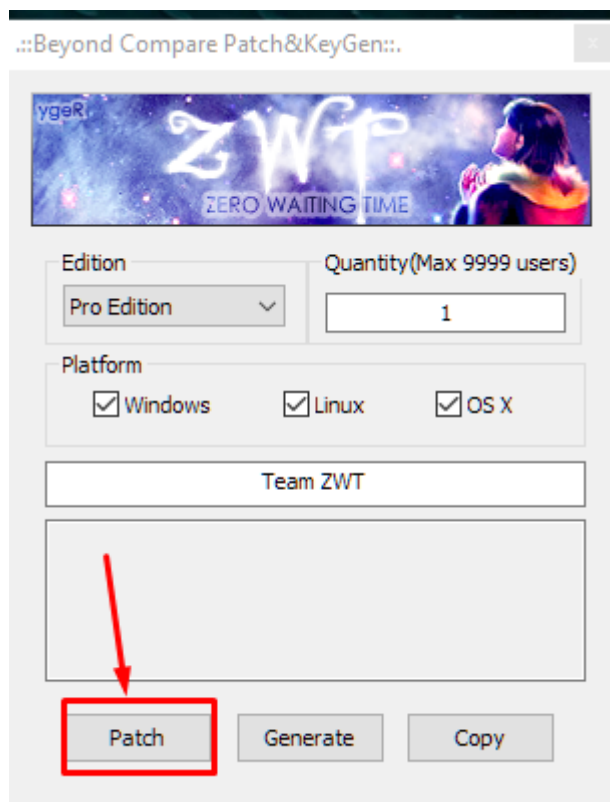 .::Beyond Compare Patch&KeyGen::.
x
ygeR
ZWT
ZERO WAITING TIME
Edition
Quantity(Max 9999 users)
Pro Edition
1
Platform
Windows Linux OS X
Team ZWT
Patch Generate Copy